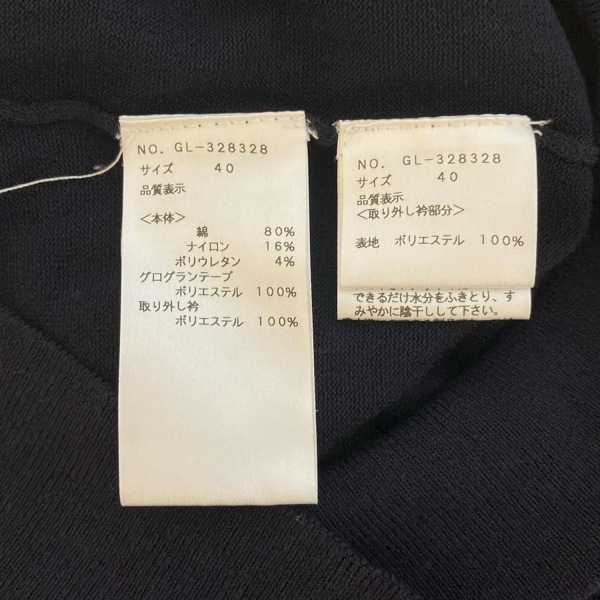 NO. GL-328328
サイズ 40
品質表示
<本体>
綿 80%
ナイロン 16%
ポリウレタン 4%
グログランテープ
ポリエステル 100%
取り外し衿
ポリエステル 100%
NO. GL-328328
サイズ 40
品質表示
<取り外し衿部分>
表地 ポリエステル 100%
できるだけ水分をふきとり、す
みやかに陰干しして下さい。